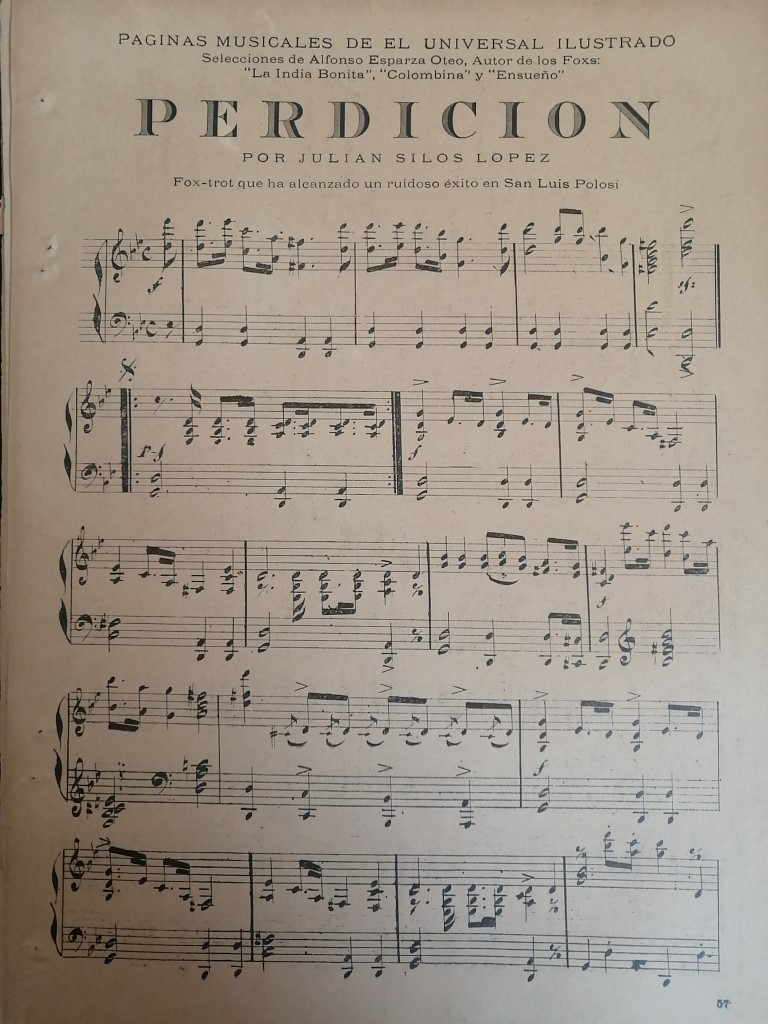 PAGINAS MUSICALES DE EL UNIVERSAL ILUSTRADO
Selecciones de Alfonso Esparza Oteo, Autor de los Foxs:
"La India Bonita", "Colombina" y "Ensueño"
PERDICION
POR JULIAN SILOS LOPEZ
Fox-trot que ha alcanzado un ruidoso éxito en San Luis Polosí
57